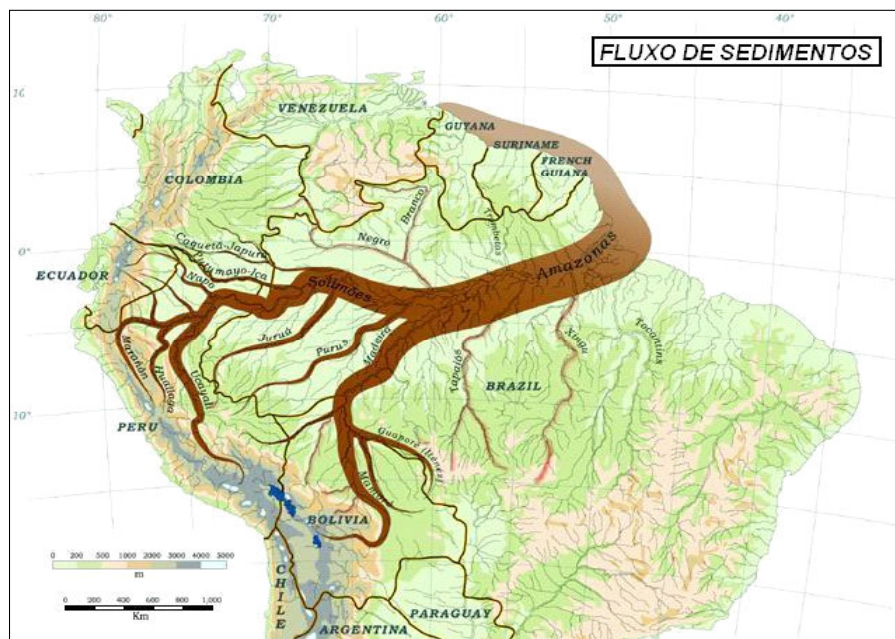 80°
70°
60°
50°
40°
FLUXO DE SEDIMENTOS
VENEZUELA
GUYANA
SURINAME
FRENCH
GUIANA
COLOMBIA
Branco
Negro
Trombetas
0°
Caquetá-Japurá
Putumayo-Iça
Napo
ECUADOR
Solimões
Amazonas
Marañón
Huallaga
Ucayali
Juruá
Purus
Madeira
Tapajós
Xingu
Tocantins
BRAZIL
10°
PERU
Mamoré
BOLIVIA
0 200 500 1000 2000 3000 4000 5000
m
0 200 400 600 800 1,000
Km
CHILE
PARAGUAY
ARGENTINA